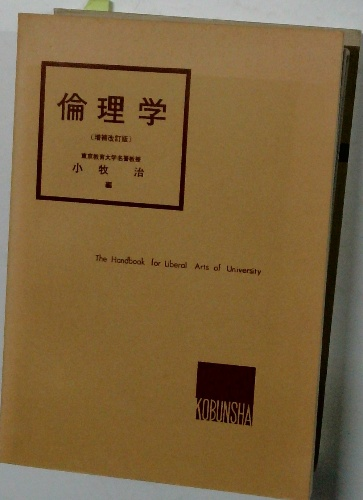 倫理学
(増補改訂版)
東京教育大学名誉教授
小牧 治
編
The Handbook for Liberal Arts of University
KOBUNSHA